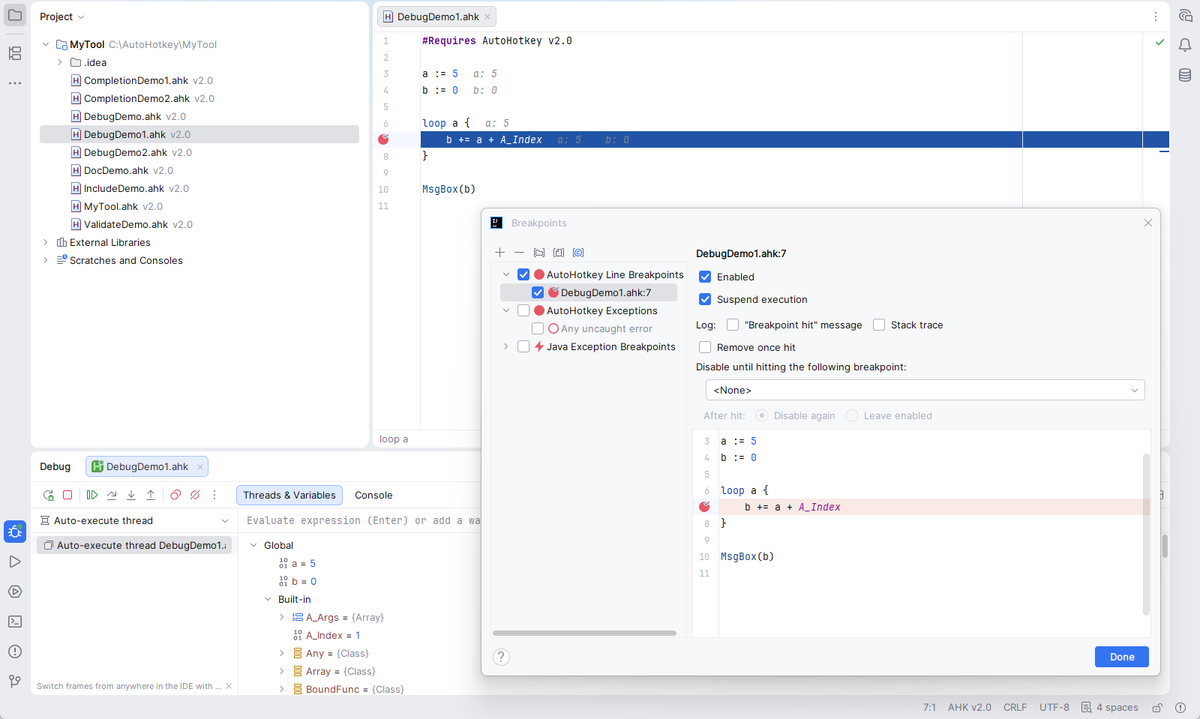 Project
MyTool C:\AutoHotkey\MyTool
.idea
CompletionDemo1.ahk v2.0
CompletionDemo2.ahk v2.0
DebugDemo.ahk v2.0
DebugDemo1.ahk v2.0
DebugDemo2.ahk v2.0
DocDemo.ahk v2.0
IncludeDemo.ahk v2.0
MyTool.ahk v2.0
ValidateDemo.ahk v2.0
External Libraries
Scratches and Consoles
DebugDemo1.ahk
1 #Requires AutoHotkey v2.0
2
3 a := 5 a: 5
4 b := 0 b: 0
5
6 loop a { a: 5
b += a + A_Index a: 5 b: 0
8 }
9
10 MsgBox(b)
11
loop a
Breakpoints
AutoHotkey Line Breakpoints
DebugDemo1.ahk:7
AutoHotkey Exceptions
Any uncaught error
Java Exception Breakpoints
DebugDemo1.ahk:7
Enabled
Suspend execution
Log: "Breakpoint hit" message Stack trace
Remove once hit
Disable until hitting the following breakpoint:
<None>
After hit: Disable again Leave enabled
3 a := 5
4 b := 0
5
6 loop a {
b += a + A_Index
8 }
9
10 MsgBox(b)
11
? Done
Debug DebugDemo1.ahk
Threads & Variables Console
Auto-execute thread
Auto-execute thread DebugDemo1.
Switch frames from anywhere in the IDE with ...
Evaluate expression (Enter) or add a wa
Global
a = 5
b = 0
Built-in
A_Args = {Array}
A_Index = 1
Any = {Class}
Array = {Class}
BoundFunc = {Class}
7:1 AHK v2.0 CRLF UTF-8 4 spaces